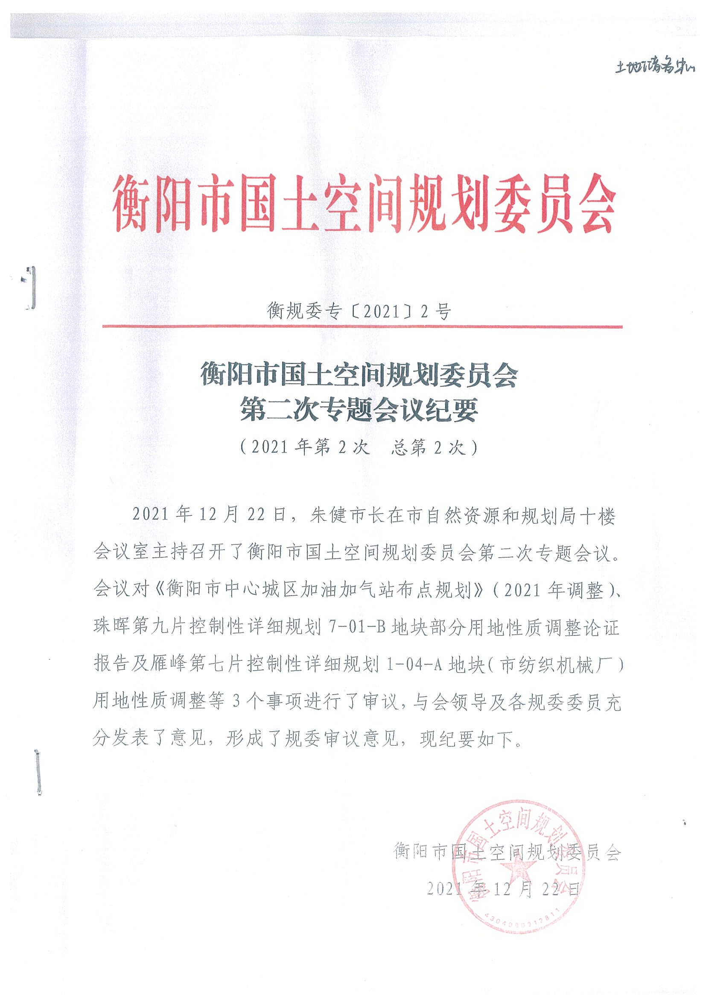 土地储备中心
衡阳市国土空间规划委员会
衡规委专〔2021〕2号
衡阳市国土空间规划委员会
第二次专题会议纪要
（2021年第2次 总第2次）
2021年12月22日，朱健市长在市自然资源和规划局十楼
会议室主持召开了衡阳市国土空间规划委员会第二次专题会议。
会议对《衡阳市中心城区加油加气站布点规划》（2021年调整）、
珠晖第九片控制性详细规划7-01-B地块部分用地性质调整论证
报告及雁峰第七片控制性详细规划1-04-A地块（市纺织机械厂）
用地性质调整等3个事项进行了审议，与会领导及各规委委员充
分发表了意见，形成了规委审议意见，现纪要如下。
衡阳市国土空间规划委员会
2021年12月22日
衡阳市国土空间规划委员会